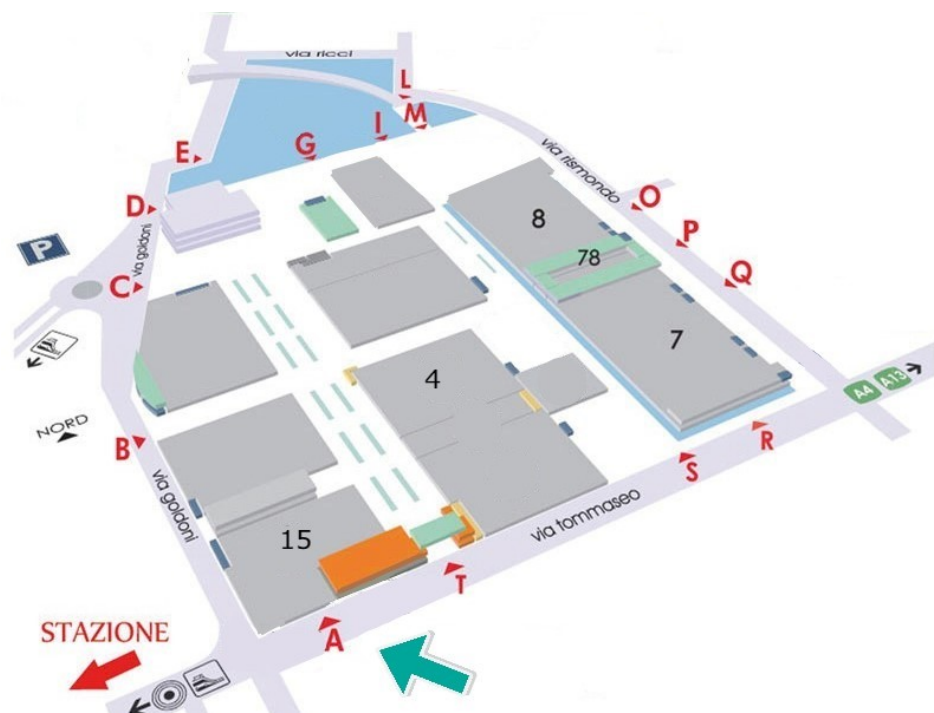 via ricci
L
M
I
G
E
via rismondo
O
D
8
P
via goldoni
P
78
Q
C
7
4
A4
A13
NORD
B
R
S
via goldoni
via tommaseo
15
T
STAZIONE
A